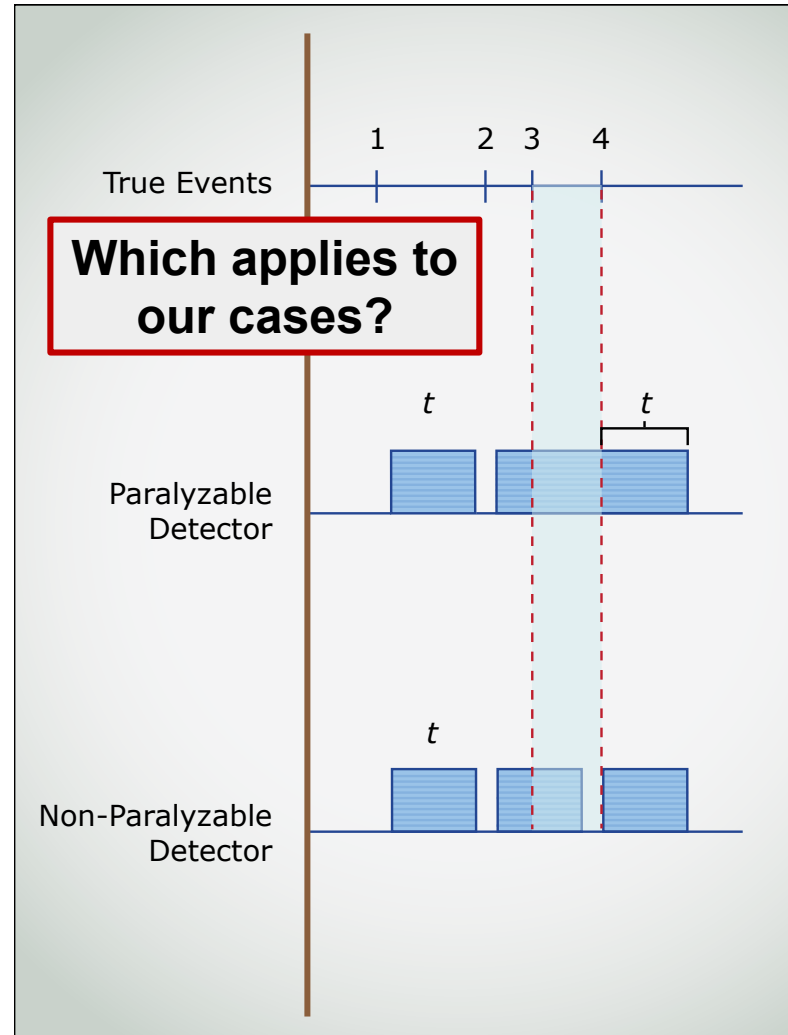 1 2 3 4
True Events
Which applies to
our cases?
t t
Paralyzable
Detector
t
Non-Paralyzable
Detector